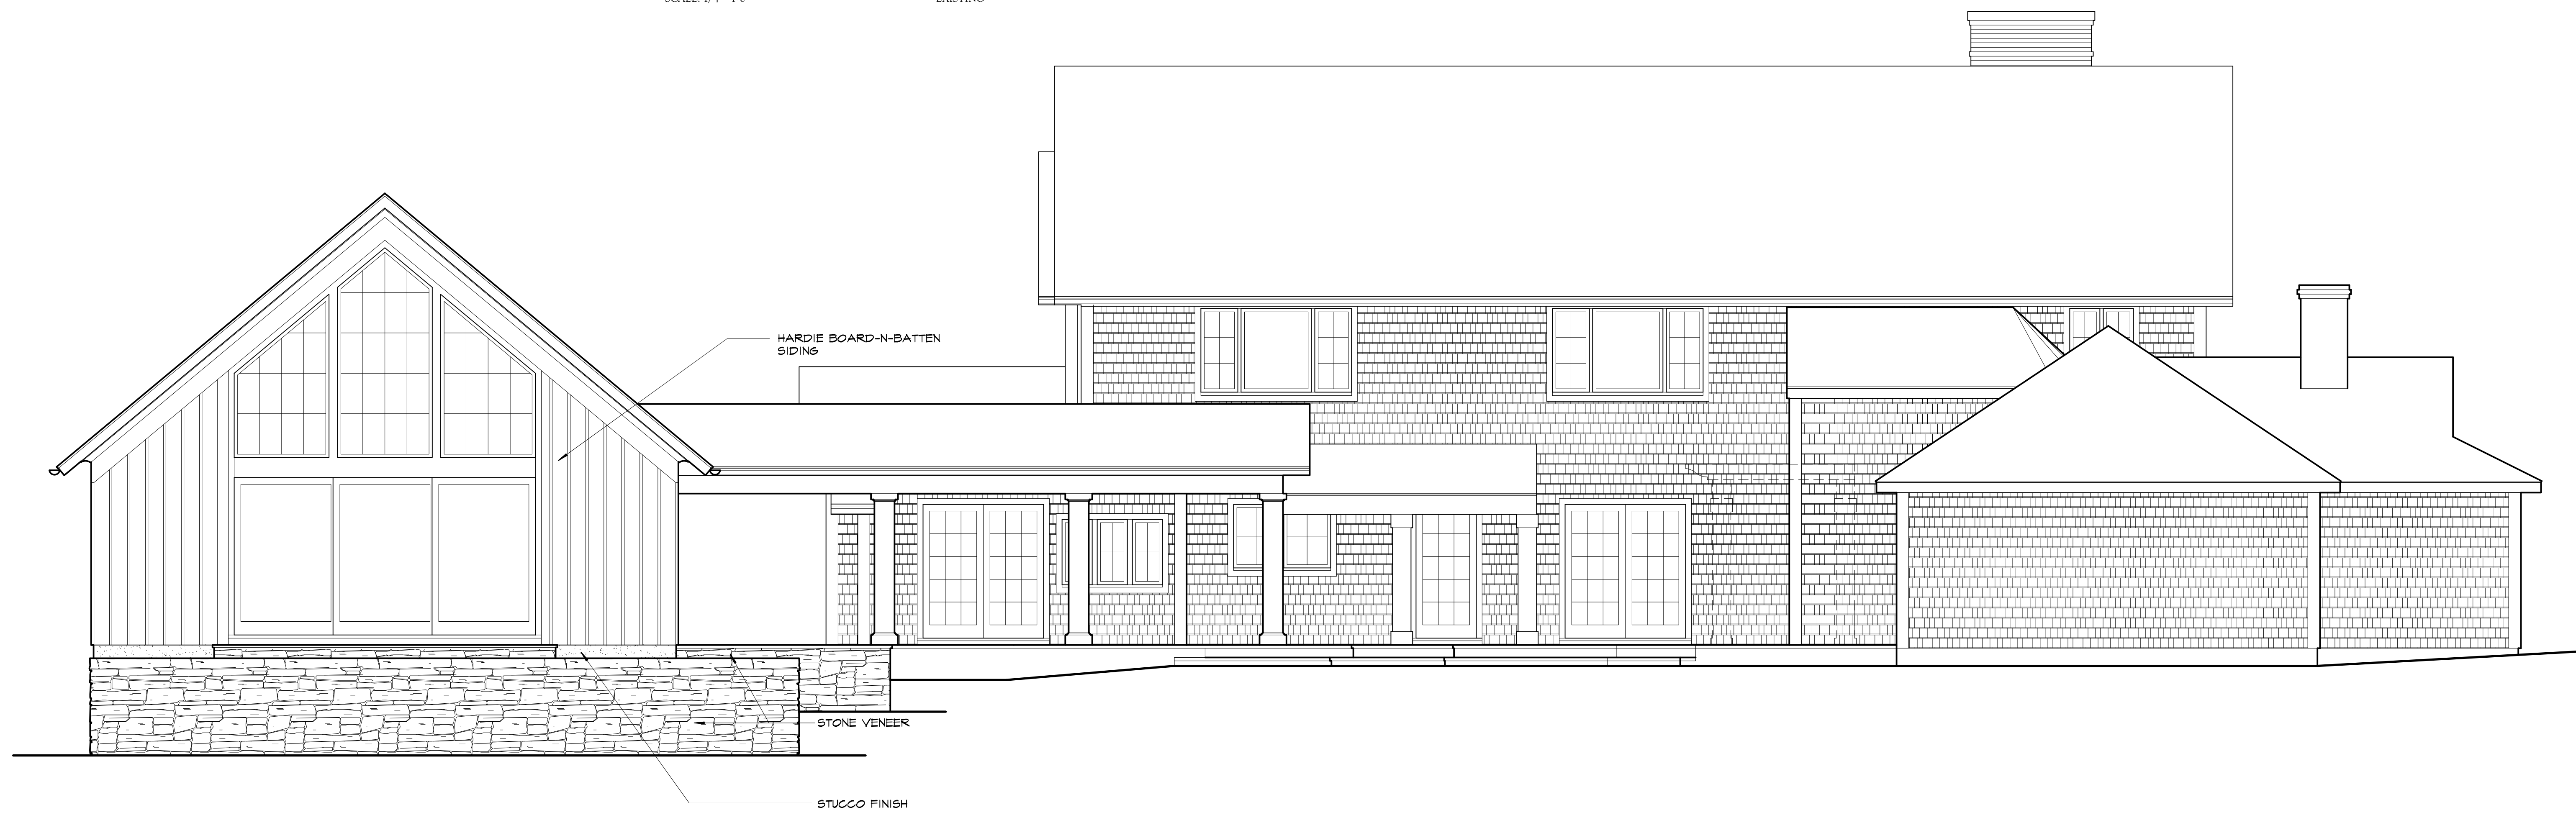 HARDIE BOARD-N-BATTEN
SIDING
STONE VENEER
STUCCO FINISH